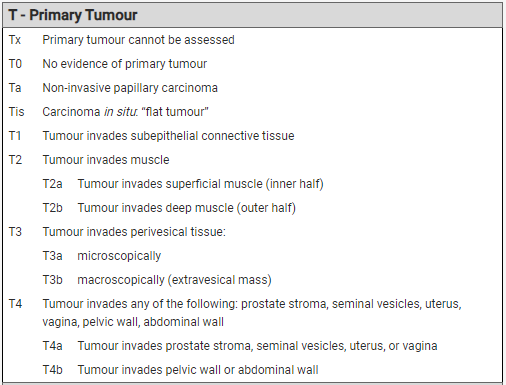 T - Primary Tumour
Tx Primary tumour cannot be assessed
T0 No evidence of primary tumour
Ta Non-invasive papillary carcinoma
Tis Carcinoma in situ: “flat tumour”
T1 Tumour invades subepithelial connective tissue
T2 Tumour invades muscle
T2a Tumour invades superficial muscle (inner half)
T2b Tumour invades deep muscle (outer half)
T3 Tumour invades perivesical tissue:
T3a microscopically
T3b macroscopically (extravesical mass)
T4 Tumour invades any of the following: prostate stroma, seminal vesicles, uterus,
vagina, pelvic wall, abdominal wall
T4a Tumour invades prostate stroma, seminal vesicles, uterus, or vagina
T4b Tumour invades pelvic wall or abdominal wall